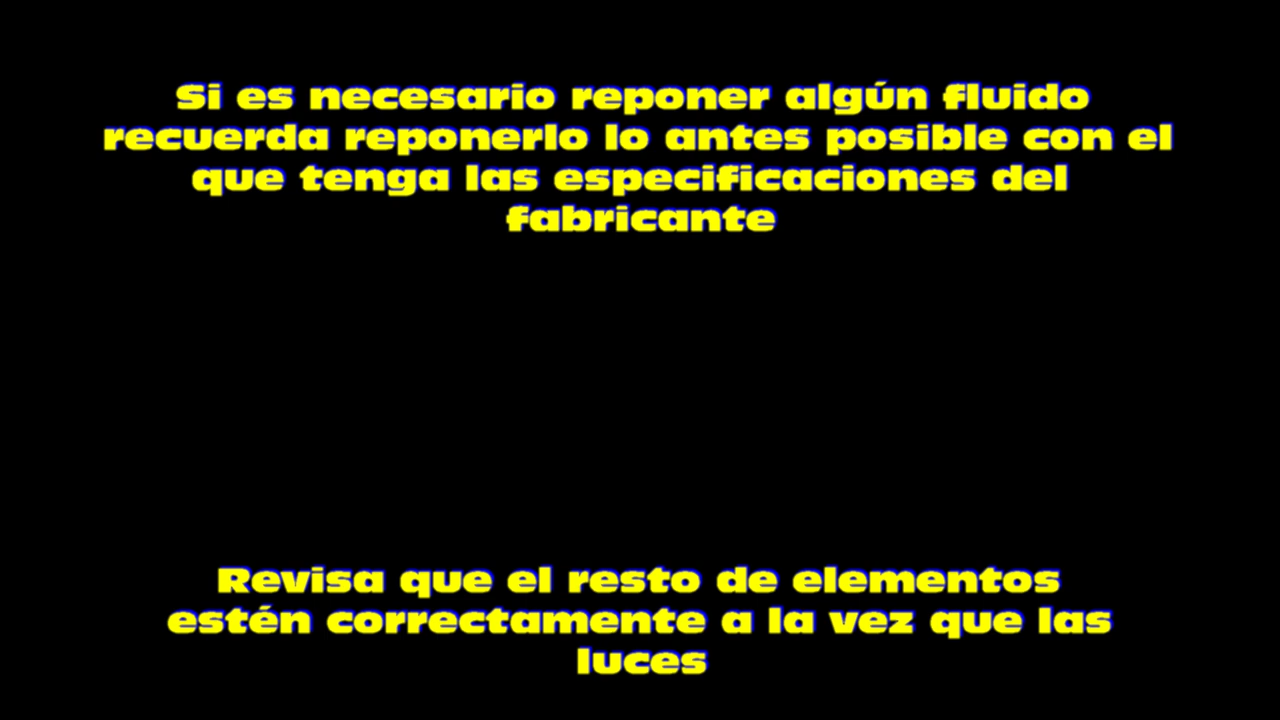 Si es necesario reponer algún fluido
recuerda reponerlo lo antes posible con el
que tenga las especificaciones del
fabricante
Revisa que el resto de elementos
estén correctamente a la vez que las
luces